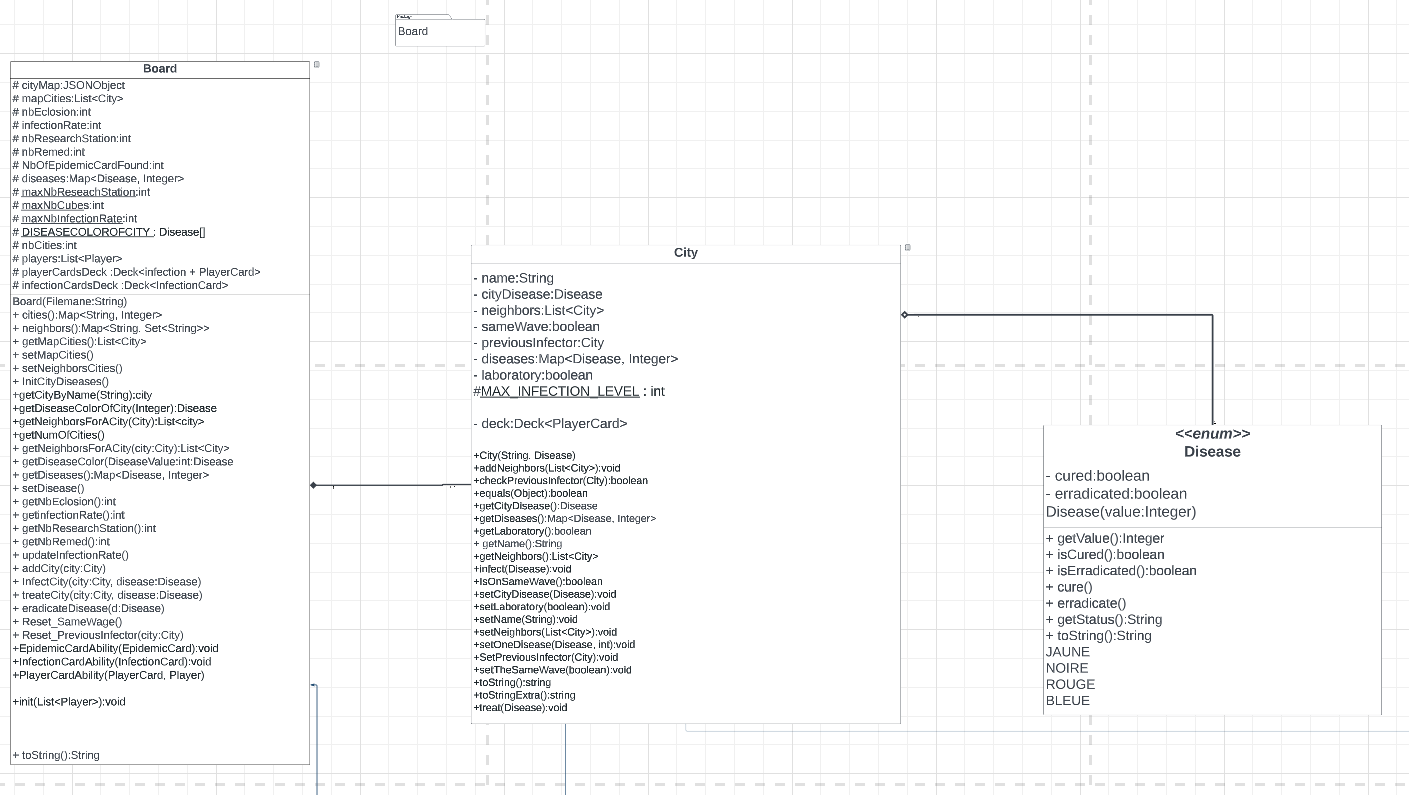 Board
Board
# cityMap:JSONObject
# mapCities:List<City>
# nbEclosion:int
# infectionRate:int
# nbResearchStation:int
# nbRemed:int
# NbOfEpidemicCardFound:int
# diseases:Map<Disease, Integer>
# maxNbReseachStation:int
# maxNbCubes:int
# maxNbInfectionRate:int
# DISEASECOLOROFCITY : Disease[]
# nbCities:int
# players:List<Player>
# playerCardsDeck :Deck<infection + PlayerCard>
# infectionCardsDeck :Deck<InfectionCard>
Board(Filemane:String)
+ cities():Map<String, Integer>
+ neighbors():Map<String. Set<String>>
+ getMapCities():List<City>
+ setMapCities()
+ setNeighborsCities()
+ InitCityDiseases()
+getCityByName(String):city
+getDiseaseColorOfCity(Integer):Disease
+getNeighborsForACity(City):List<city>
+getNumOfCities()
+ getNeighborsForACity(city:City):List<City>
+ getDiseaseColor(DiseaseValue:int:Disease
+ getDiseases():Map<Disease, Integer>
+ setDisease()
+ getNbEclosion():int
+ getinfectionRate():int
+ getNbResearchStation():int
+ getNbRemed():int
+ updateInfectionRate()
+ addCity(city:City)
+ InfectCity(city:City, disease:Disease)
+ treateCity(city:City, disease:Disease)
+ eradicateDisease(d:Disease)
+ Reset_SameWage()
+ Reset_PreviousInfector(city:City)
+EpidemicCardAbility(EpidemicCard):void
+InfectionCardAbility(InfectionCard):void
+PlayerCardAbility(PlayerCard, Player)
+init(List<Player>):void
+ toString():String
City
- name:String
- cityDisease:Disease
- neighbors:List<City>
- sameWave:boolean
- previousInfector:City
- diseases:Map<Disease, Integer>
- laboratory:boolean
#MAX_INFECTION_LEVEL : int
- deck:Deck<PlayerCard>
+City(String. Disease)
+addNeighbors(List<City>):void
+checkPreviousInfector(City):boolean
+equals(Object):boolean
+getCityDisease():Disease
+getDiseases():Map<Disease, Integer>
+getLaboratory():boolean
+ getName():String
+getNeighbors():List<City>
+infect(Disease):void
+IsOnSameWave():boolean
+setCityDisease(Disease):void
+setLaboratory(boolean):void
+setName(String):void
+setNeighbors(List<City>):void
+setOneDisease(Disease, int):void
+SetPreviousInfector(City):void
+setTheSameWave(boolean):void
+toString():string
+toStringExtra():string
+treat(Disease):void
<<enum>>
Disease
- cured:boolean
- erradicated:boolean
Disease(value:Integer)
+ getValue():Integer
+ isCured():boolean
+ isErradicated():boolean
+ cure()
+ erradicate()
+ getStatus():String
+ toString():String
JAUNE
NOIRE
ROUGE
BLEUE